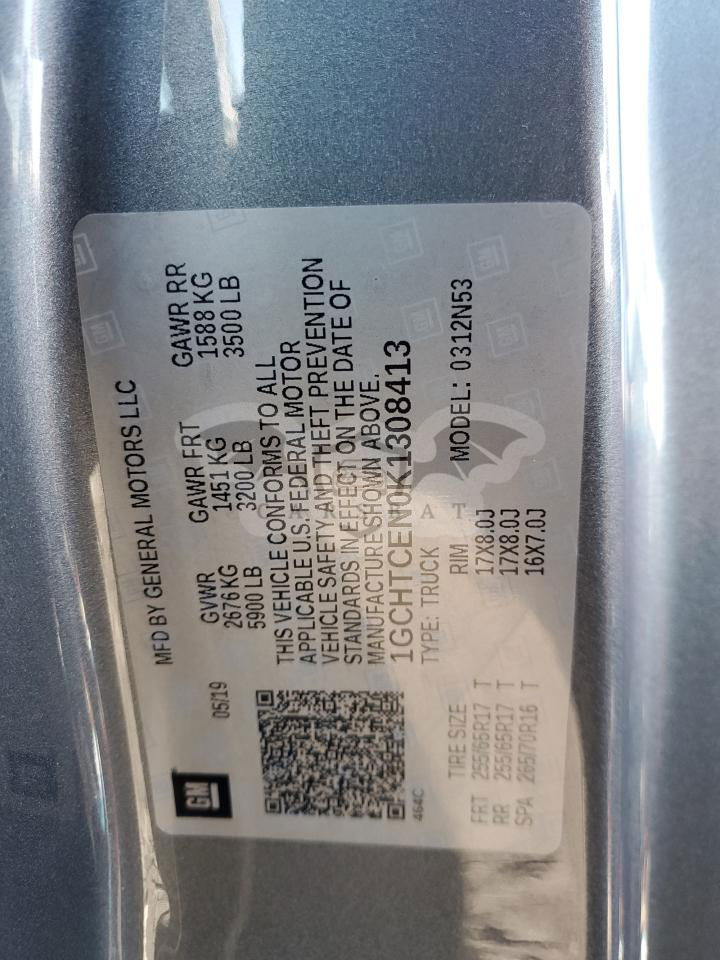 MFD BY GENERAL MOTORS LLC
GM
05/19
GVWR GAWR FRT GAWR RR
2676 KG 1451 KG 1588 KG
5900 LB 3200 LB 3500 LB
THIS VEHICLE CONFORMS TO ALL
APPLICABLE U.S. FEDERAL MOTOR
VEHICLE SAFETY AND THEFT PREVENTION
STANDARDS IN EFFECT ON THE DATE OF
MANUFACTURE SHOWN ABOVE.
1GCHTCEN0K1308413
464C
TYPE: TRUCK MODEL: 0312N53
TIRE SIZE RIM
FRT 255/65R17 T 17X8.0J
RR 255/65R17 T 17X8.0J
SPA 265/70R16 T 16X7.0J